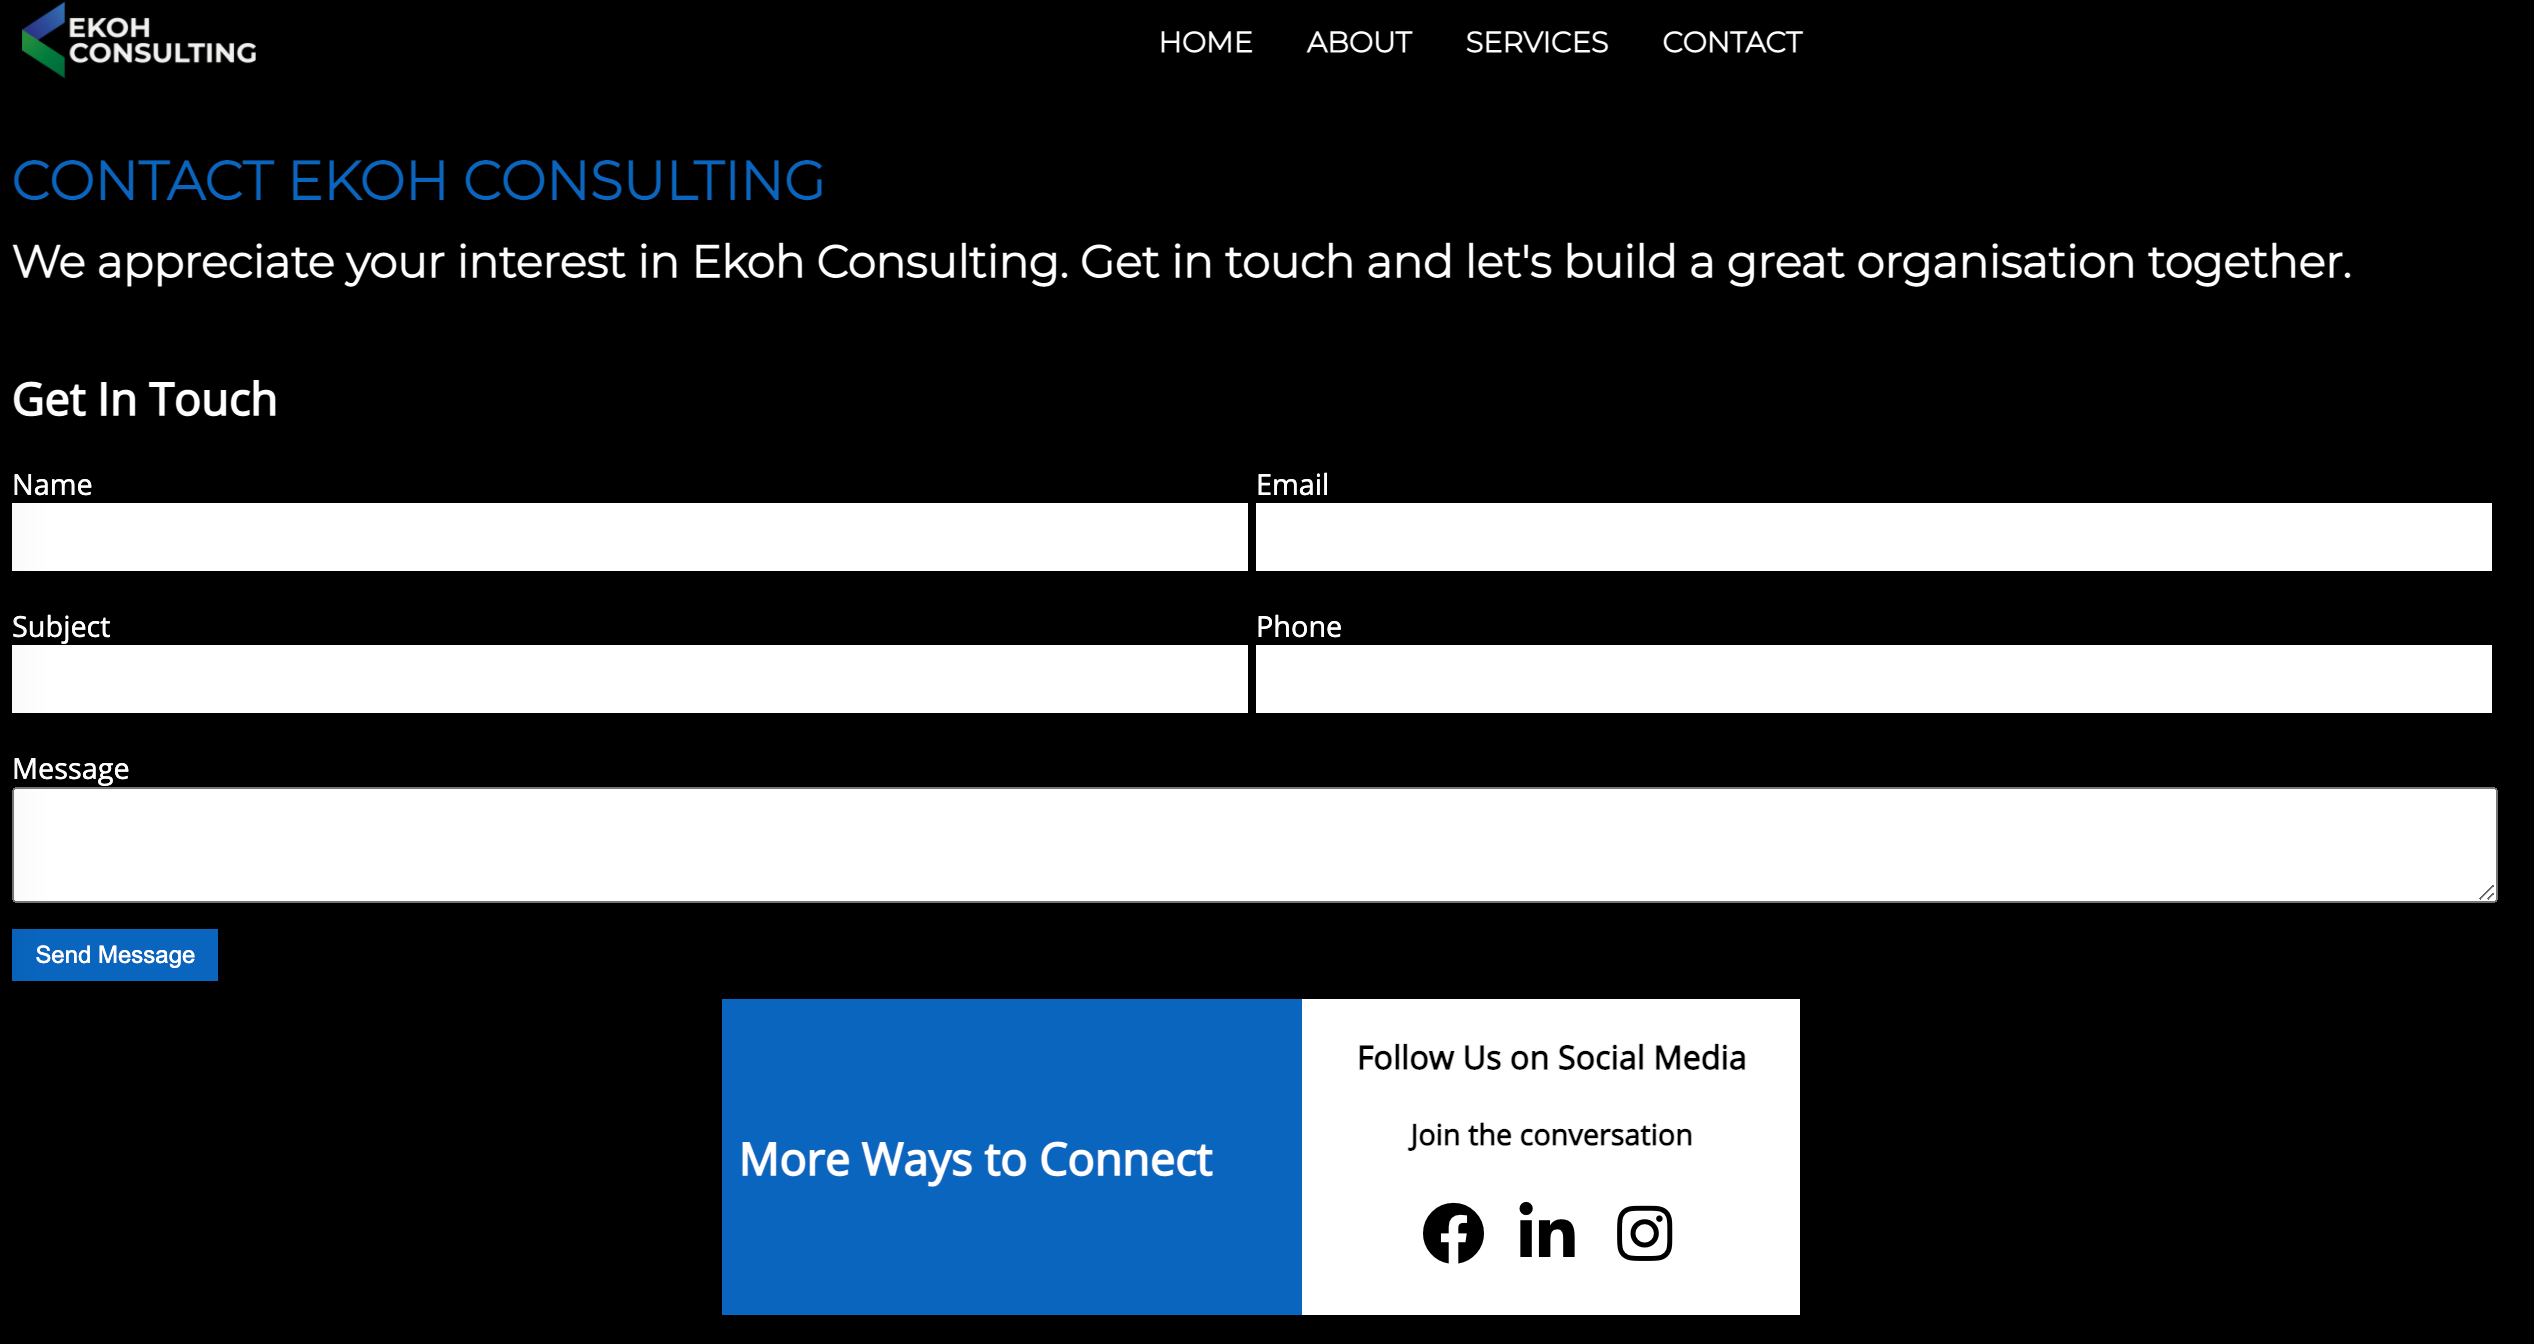 EKOH
CONSULTING
HOME ABOUT SERVICES CONTACT
CONTACT EKOH CONSULTING
We appreciate your interest in Ekoh Consulting. Get in touch and let's build a great organisation together.
Get In Touch
Name
Email
Subject
Phone
Message
Send Message
More Ways to Connect
Follow Us on Social Media
Join the conversation
in